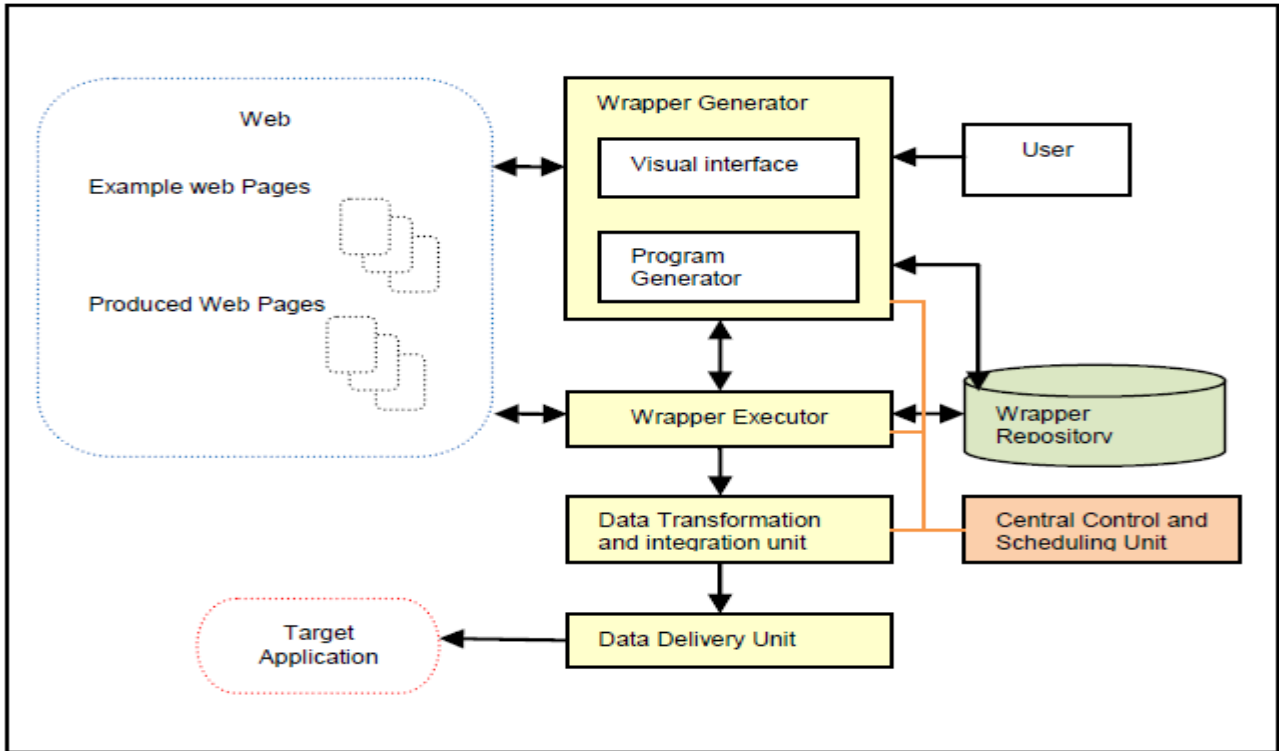 Web
Example web Pages
Produced Web Pages
Wrapper Generator
Visual interface
Program
Generator
User
Wrapper Executor
Wrapper
Repository
Data Transformation
and integration unit
Central Control and
Scheduling Unit
Data Delivery Unit
Target
Application